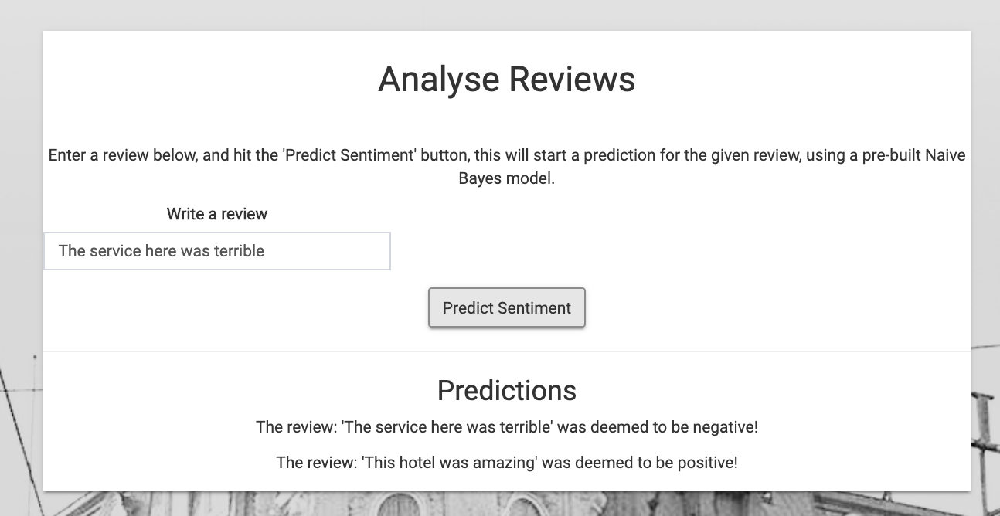 Analyse Reviews
Enter a review below, and hit the 'Predict Sentiment' button, this will start a prediction for the given review, using a pre-built Naive
Bayes model.
Write a review
The service here was terrible
Predict Sentiment
Predictions
The review: 'The service here was terrible' was deemed to be negative!
The review: 'This hotel was amazing' was deemed to be positive!